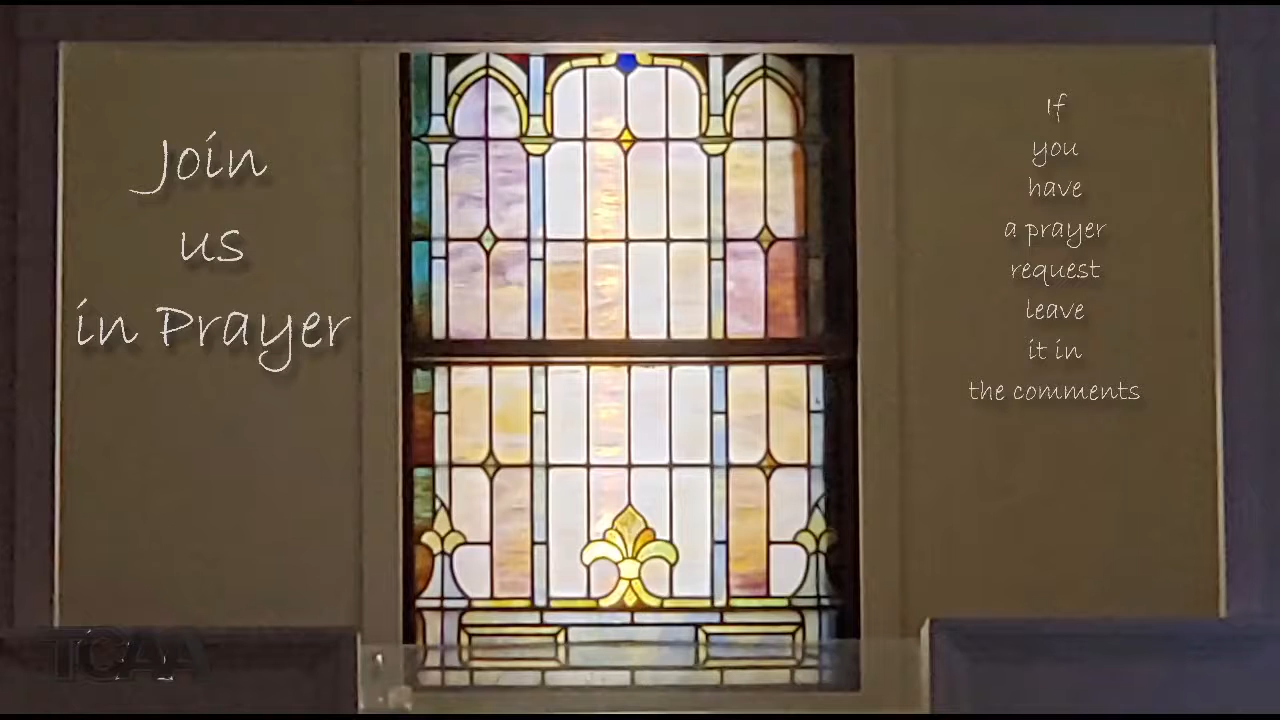 Join
us
in Prayer
If
you
have
a prayer
request
leave
it in
the comments
TCAA